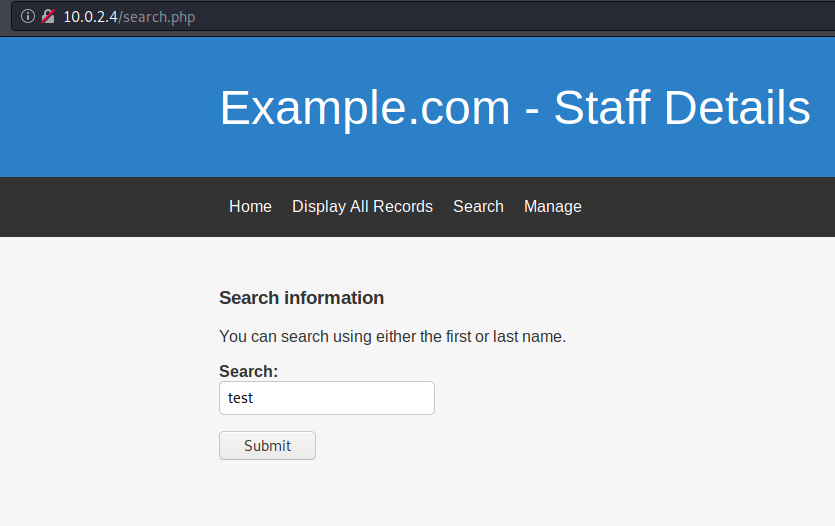 10.0.2.4/search.php
Example.com - Staff Details
Home Display All Records Search Manage
Search information
You can search using either the first or last name.
Search:
test
Submit